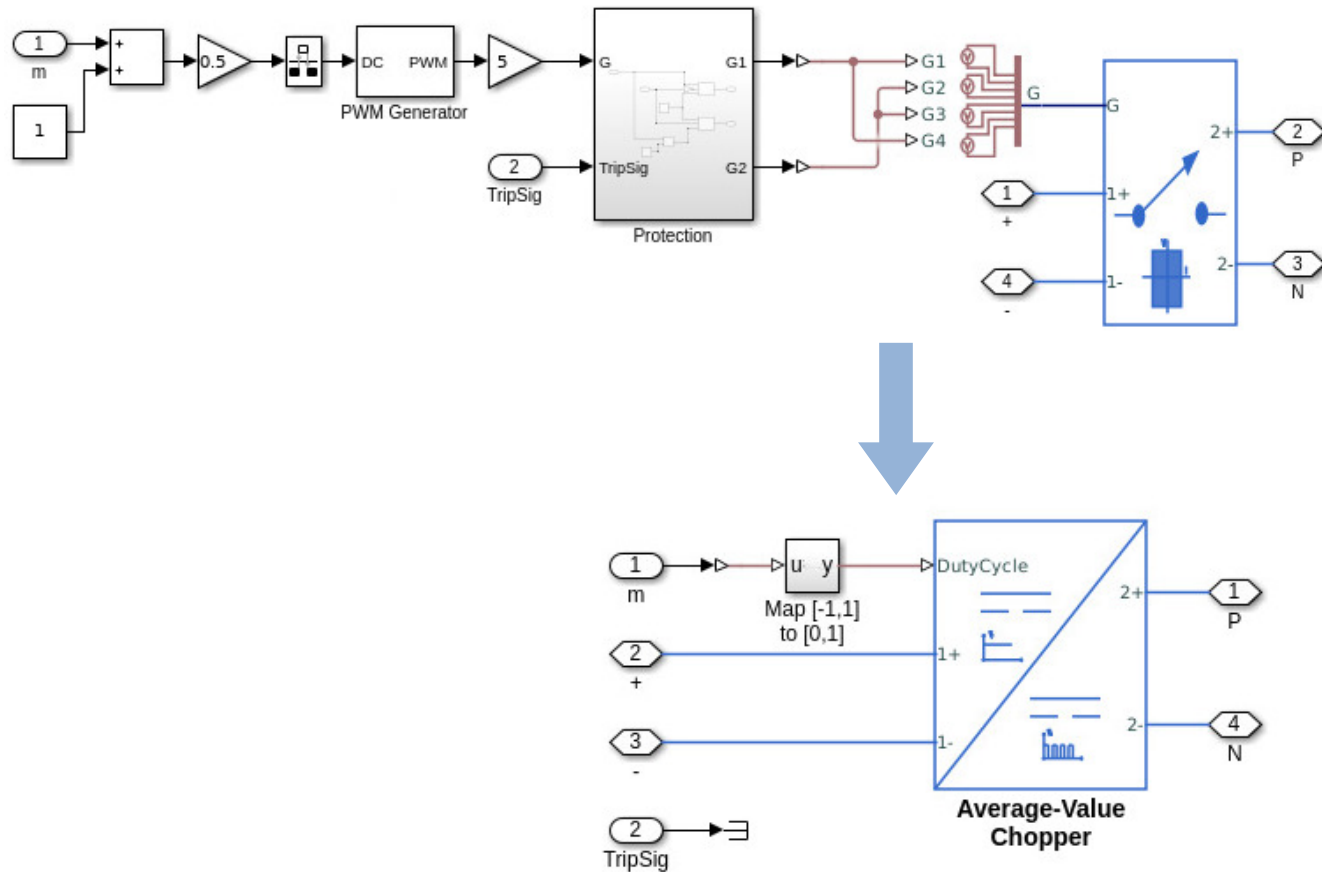 1
m
+
+
1
0.5
DC PWM
PWM Generator
5
2
TripSig
G
TripSig
G1
G2
Protection
G1
G2
G3
G4
G
G
1+
1-
2+
2-
1
+
4
-
2
P
3
N
1
m
u y
Map [-1,1]
to [0,1]
DutyCycle
1+
1-
2+
2-
2
+
3
-
1
P
4
N
Average-Value
Chopper
2
TripSig